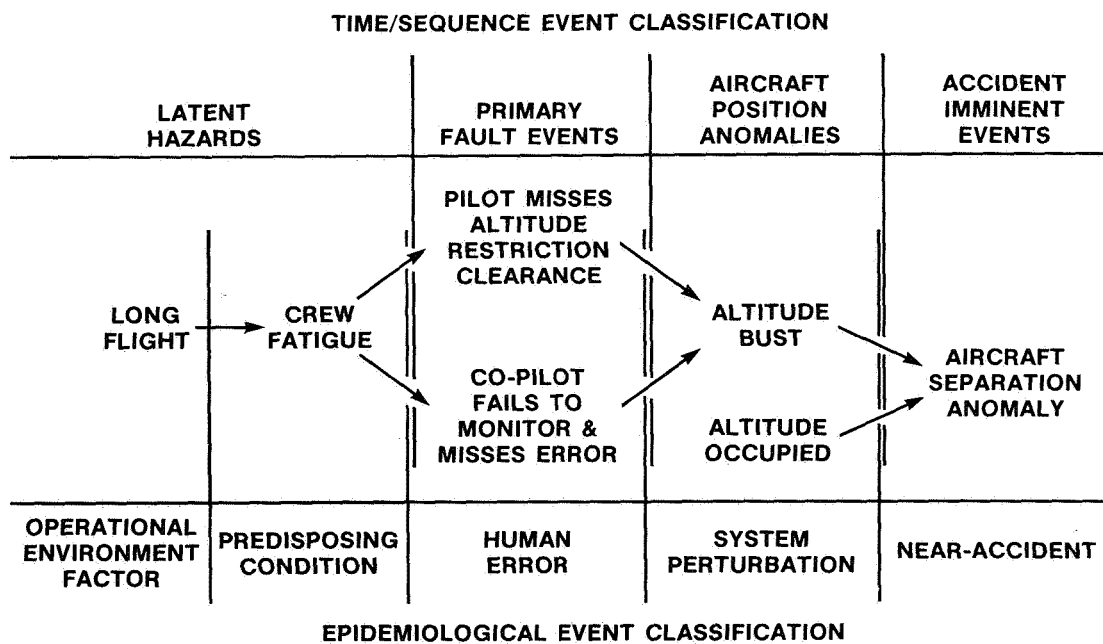 TIME/SEQUENCE EVENT CLASSIFICATION
LATENT
HAZARDS
PRIMARY
FAULT EVENTS
AIRCRAFT
POSITION
ANOMALIES
ACCIDENT
IMMINENT
EVENTS
LONG
FLIGHT
CREW
FATIGUE
PILOT MISSES
ALTITUDE
RESTRICTION
CLEARANCE
CO-PILOT
FAILS TO
MONITOR &
MISSES ERROR
ALTITUDE
BUST
ALTITUDE
OCCUPIED
AIRCRAFT
SEPARATION
ANOMALY
OPERATIONAL
ENVIRONMENT
FACTOR
PREDISPOSING
CONDITION
HUMAN
ERROR
SYSTEM
PERTURBATION
NEAR-ACCIDENT
EPIDEMIOLOGICAL EVENT CLASSIFICATION